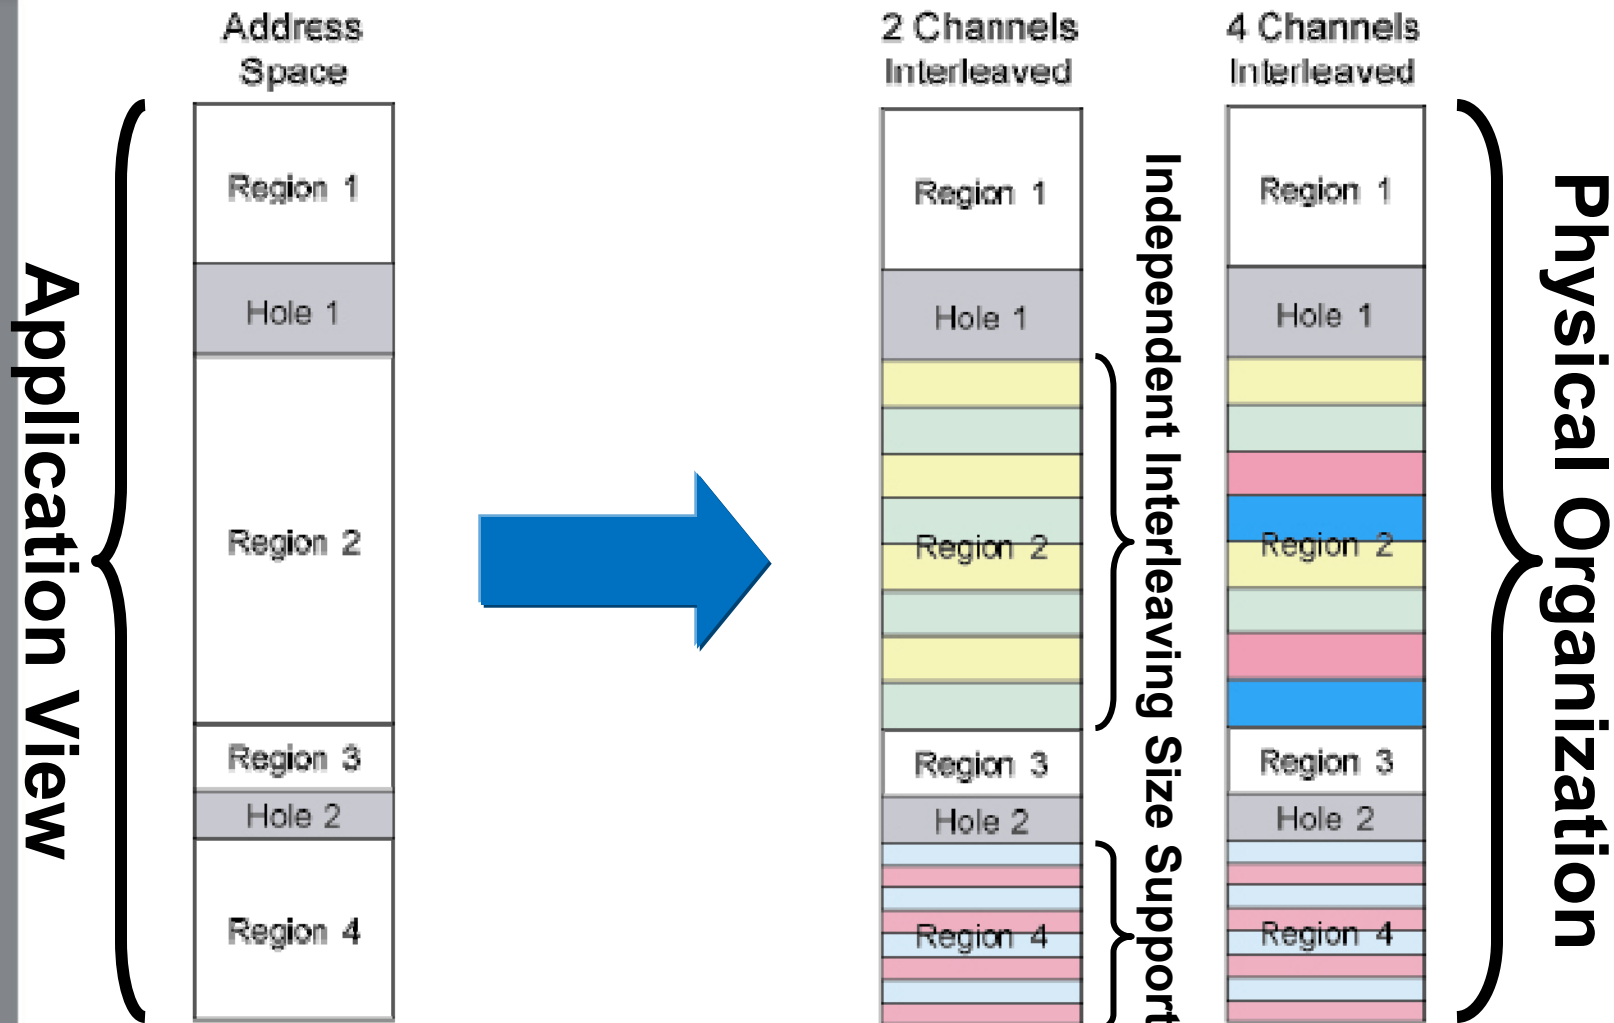 Application View
Address
Space
Region 1
Hole 1
Region 2
Region 3
Hole 2
Region 4
2 Channels
Interleaved
Region 1
Hole 1
Region 2
Region 3
Hole 2
Region 4
Independent Interleaving Size Support
4 Channels
Interleaved
Region 1
Hole 1
Region 2
Region 3
Hole 2
Region 4
Physical Organization